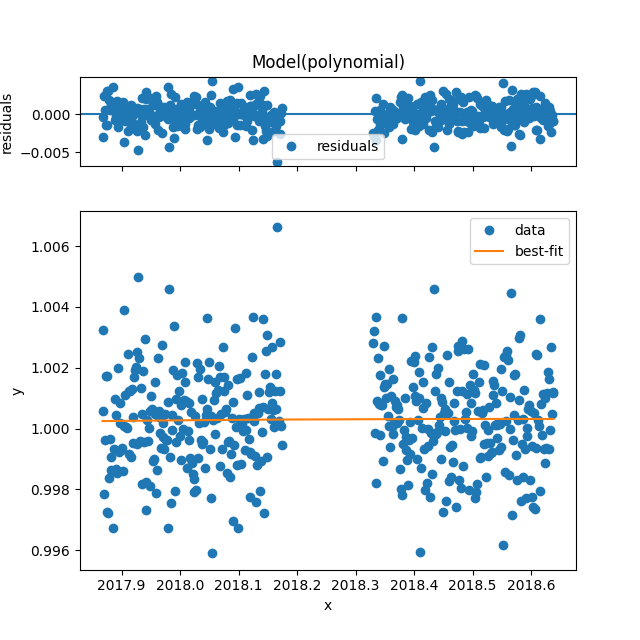 Model(polynomial)
residuals
0.000
−0.005
residuals
y
1.006
1.004
1.002
1.000
0.998
0.996
data
best-fit
2017.9 2018.0 2018.1 2018.2 2018.3 2018.4 2018.5 2018.6
x